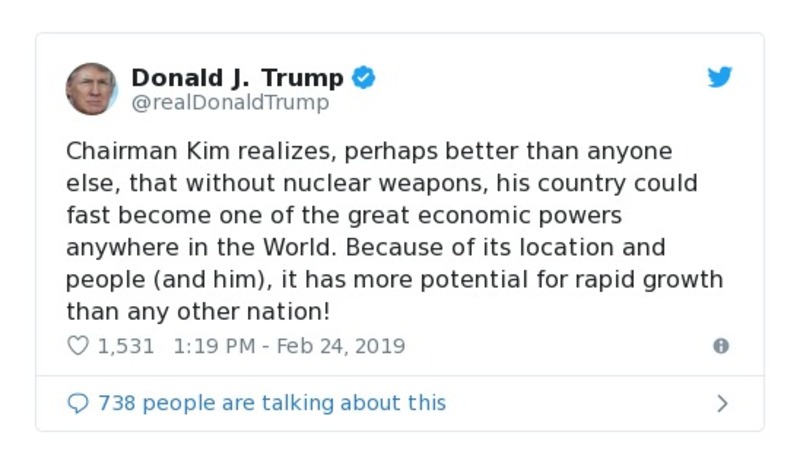 Donald J. Trump
@realDonaldTrump
Chairman Kim realizes, perhaps better than anyone
else, that without nuclear weapons, his country could
fast become one of the great economic powers
anywhere in the World. Because of its location and
people (and him), it has more potential for rapid growth
than any other nation!
1,531 1:19 PM - Feb 24, 2019
738 people are talking about this